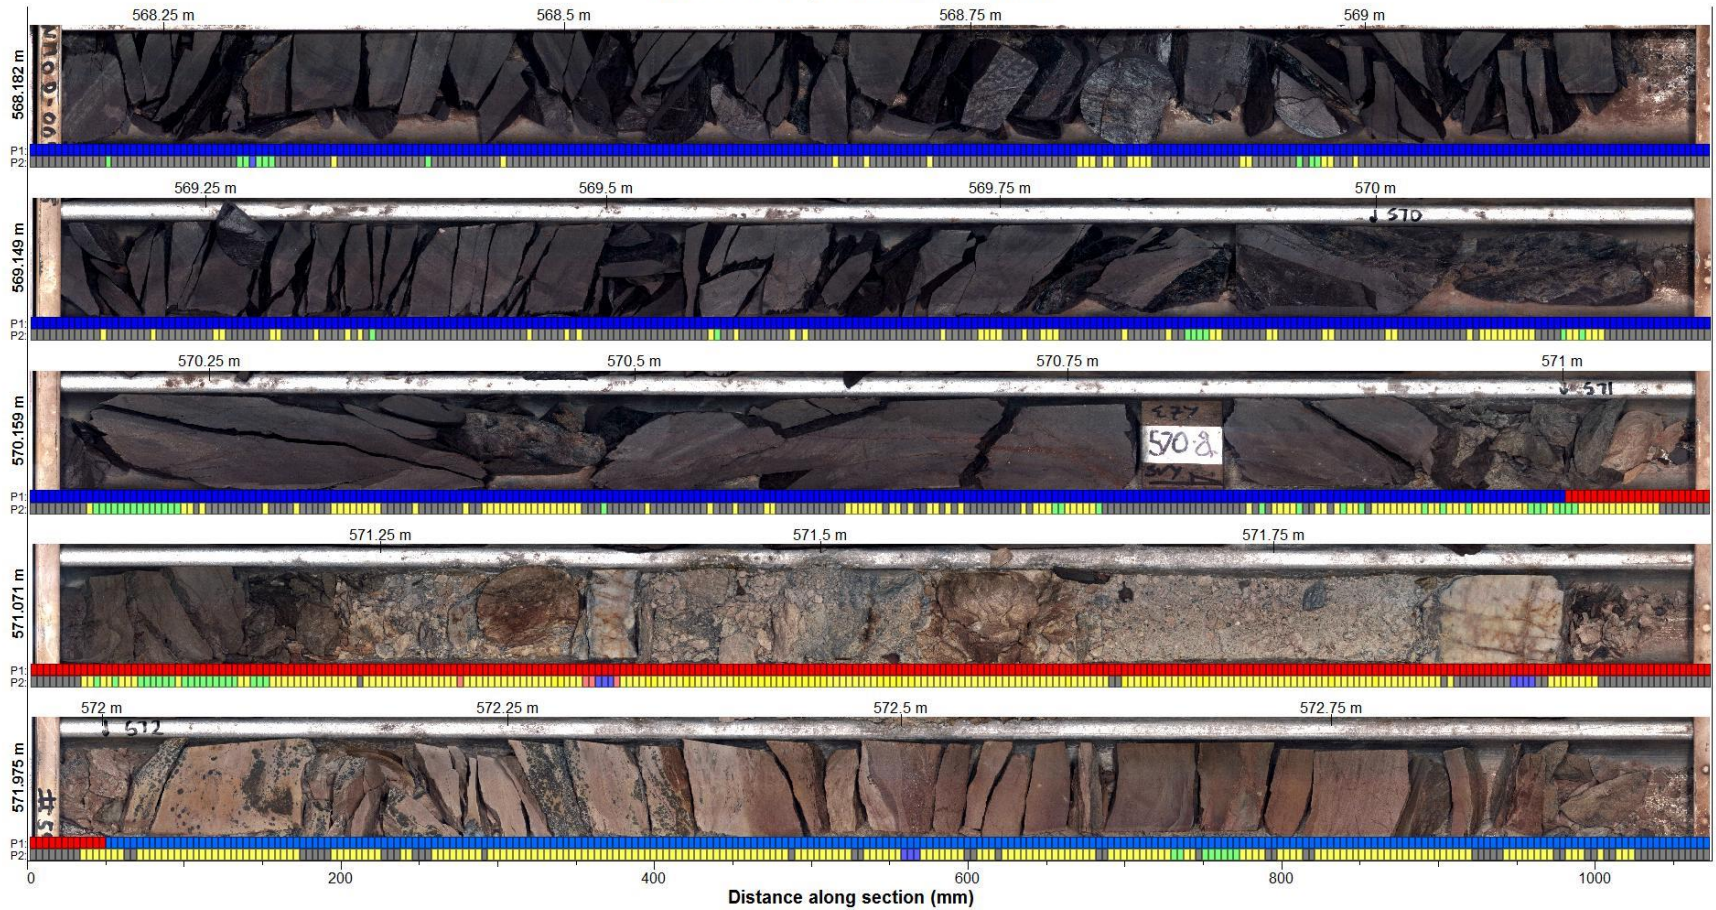 568.25 m 568.5 m 568.75 m 569 m
568.182 m
P1:
P2:
569.25 m 569.5 m 569.75 m 570 m
570
569.149 m
P1:
P2:
570.25 m 570.5 m 570.75 m 571 m
571
570.159 m
570.8
P1:
P2:
571.25 m 571.5 m 571.75 m
571.071 m
P1:
P2:
572 m 572.25 m 572.5 m 572.75 m
572
571.975 m
P1:
P2:
0 200 400 600 800 1000
Distance along section (mm)